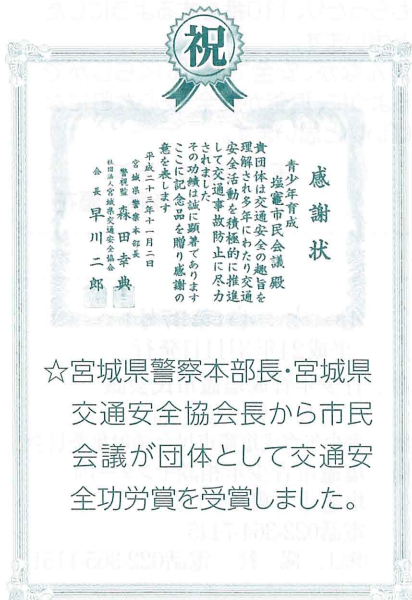 祝
感謝状
青少年育成
塩竈市民会議 殿
貴団体は交通安全の趣旨を
理解され多年にわたり交通
安全活動を積極的に推進
して交通事故防止に尽力
されました
その功績は誠に顕著であります
ここに記念品を贈り感謝の
意を表します
平成二十三年十一月二日
宮城県警察本部長
警視監 森田幸典
社団法人宮城県交通安全協会
会長 早川二郎
☆宮城県警察本部長・宮城県
交通安全協会長から市民
会議が団体として交通安
全功労賞を受賞しました。